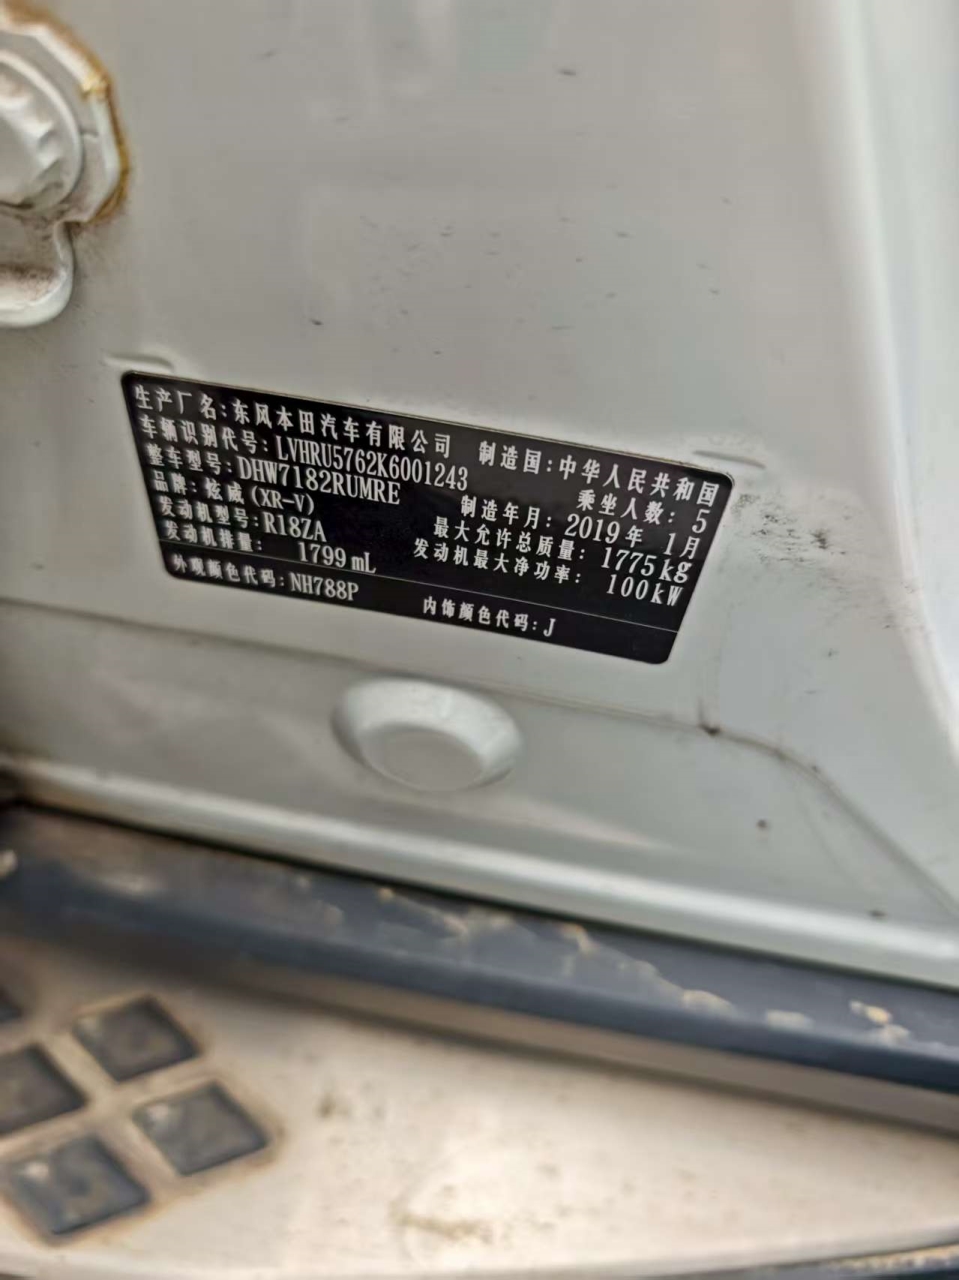 生产厂名:东风本田汽车有限公司 制造国:中华人民共和国
车辆识别代号:LVHRU5762K6001243 乘坐人数: 5
整车型号:DHW7182RUMRE 制造年月: 2019年 1月
品牌:炫威(XR-V) 最大允许总质量: 1775kg
发动机型号:R18ZA 发动机最大净功率: 100kW
发动机排量: 1799mL
外观颜色代码:NH788P 内饰颜色代码:J